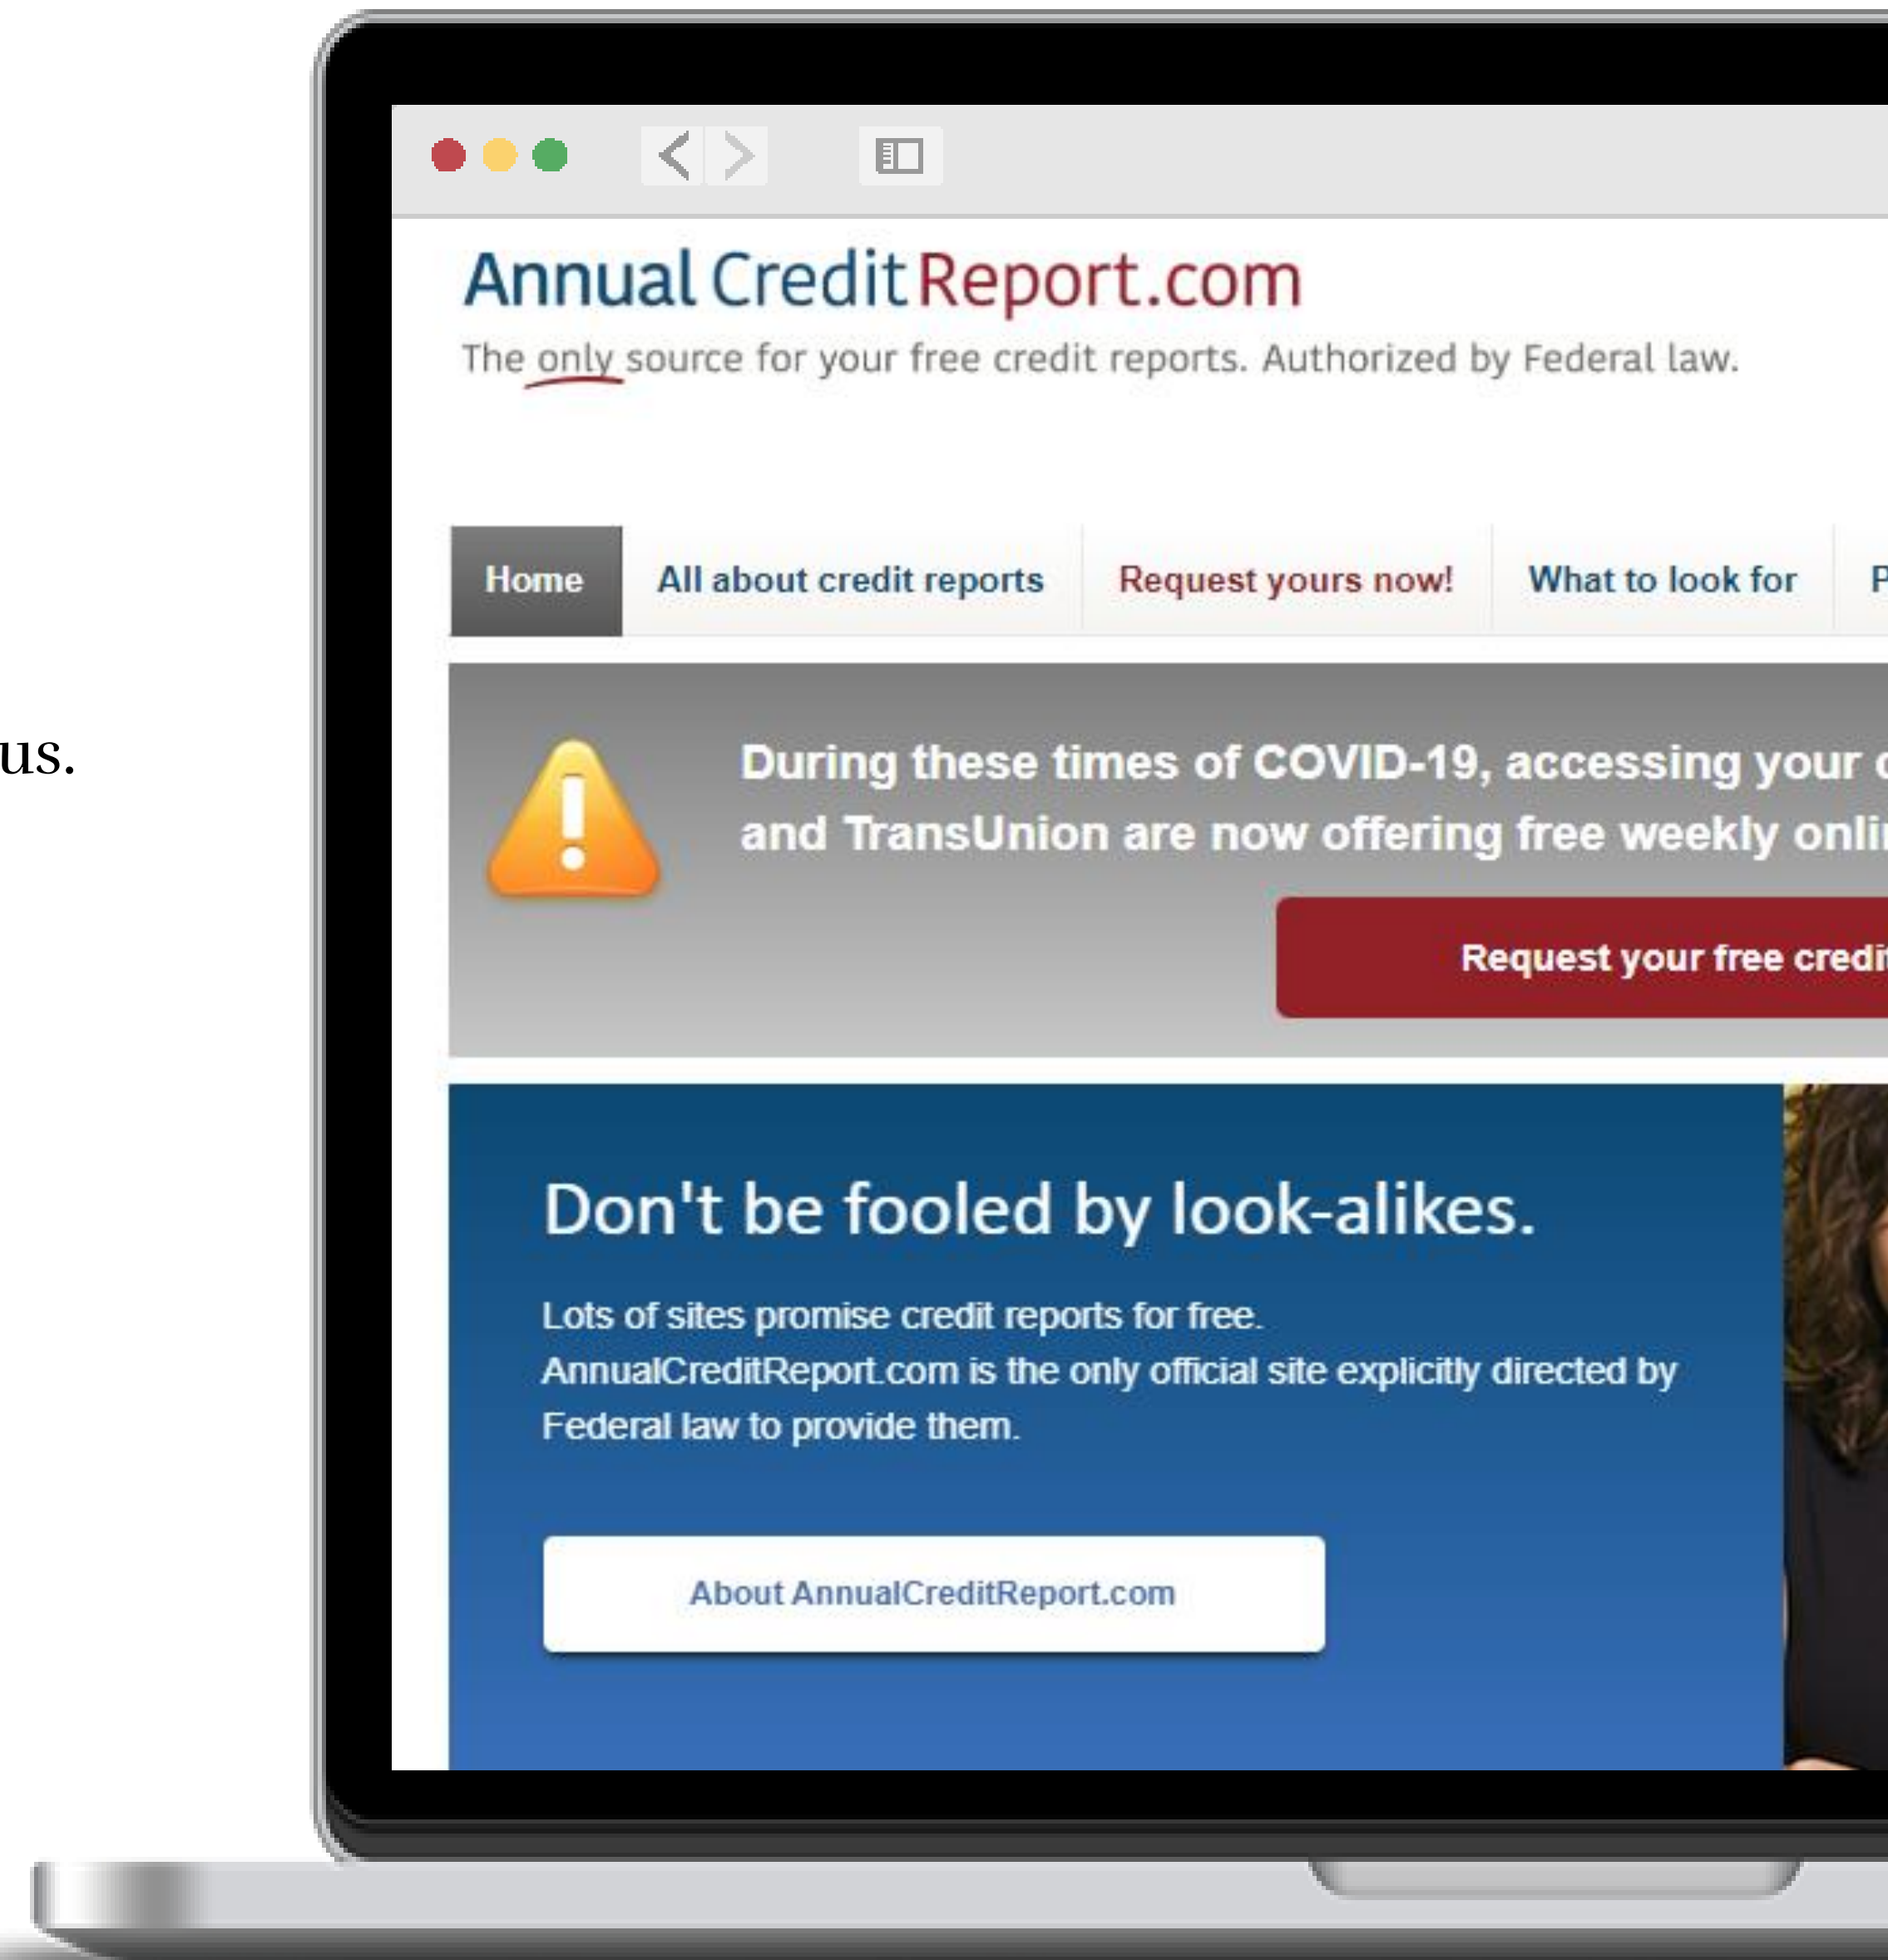 AnnualCreditReport.com
The only source for your free credit reports. Authorized by Federal law.
Home All about credit reports Request yours now! What to look for P
us.
During these times of COVID-19, accessing your
and TransUnion are now offering free weekly
Request your free credit
Don't be fooled by look-alikes.
Lots of sites promise credit reports for free.
AnnualCreditReport.com is the only official site explicitly directed by
Federal law to provide them.
About AnnualCreditReport.com